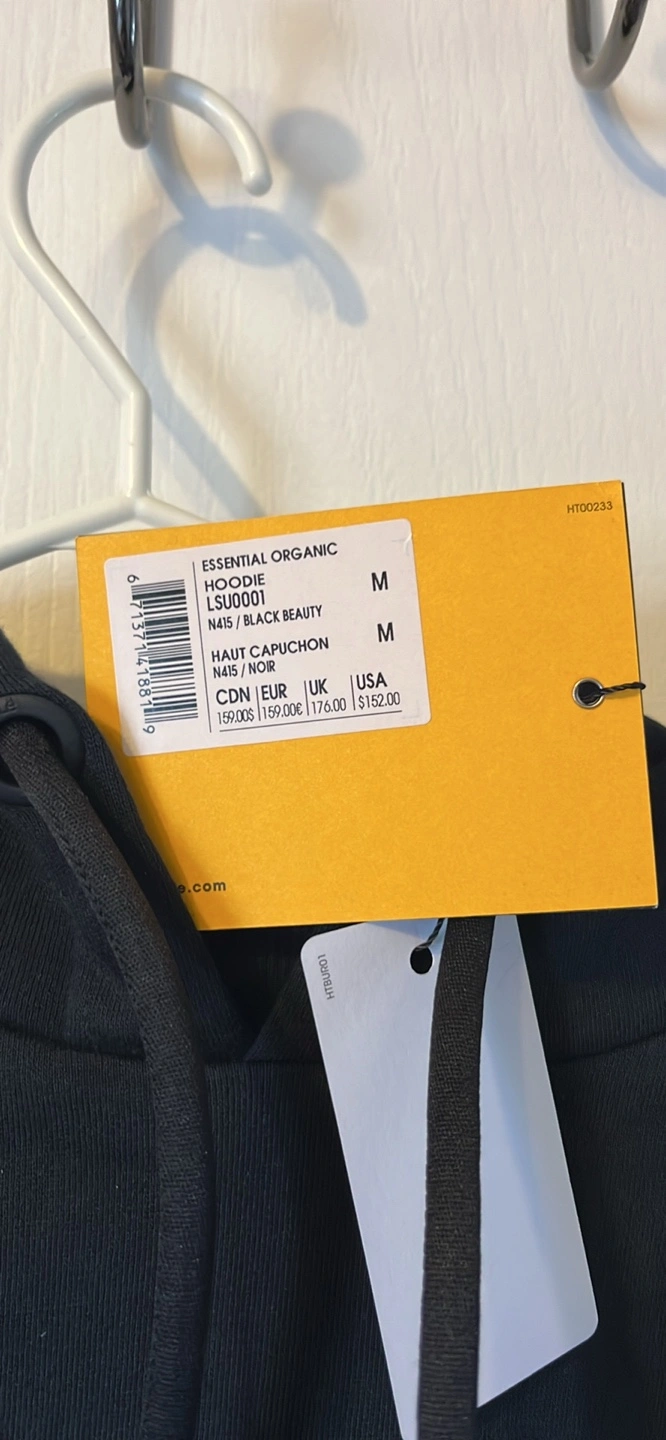 HT00233
ESSENTIAL ORGANIC
HOODIE M
LSU0001
N415 / BLACK BEAUTY
HAUT CAPUCHON M
N415 / NOIR
CDN EUR UK USA
159.00$ 159.00€ 176.00 $152.00
6 71371 41881 9
e.com
HTBUR01